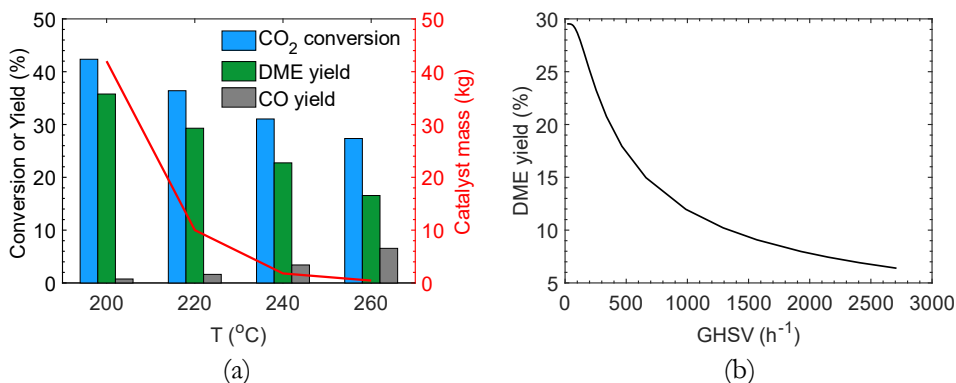 50
40
30
20
10
0
Conversion or Yield (%)
CO2 conversion
DME yield
CO yield
50
40
30
20
10
0
Catalyst mass (kg)
200 220 240 260
T (oC)
(a)
30
25
20
15
10
5
DME yield (%)
0 500 1000 1500 2000 2500 3000
GHSV (h-1)
(b)